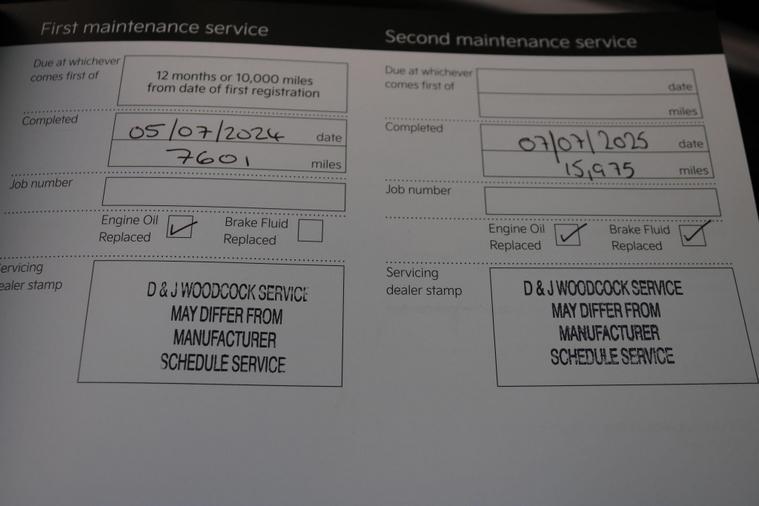 First maintenance service
Due at whichever
comes first of
12 months or 10,000 miles
from date of first registration
Completed
05/07/2024 date
7601 miles
Job number
Engine Oil
Replaced
Brake Fluid
Replaced
ervicing
ealer stamp
D & J WOODCOCK SERVICE
MAY DIFFER FROM
MANUFACTURER
SCHEDULE SERVICE
Second maintenance service
Due at whichever
comes first of
date
miles
Completed
07/07/2025 date
15,975 miles
Job number
Engine Oil
Replaced
Brake Fluid
Replaced
Servicing
dealer stamp
D & J WOODCOCK SERVICE
MAY DIFFER FROM
MANUFACTURER
SCHEDULE SERVICE